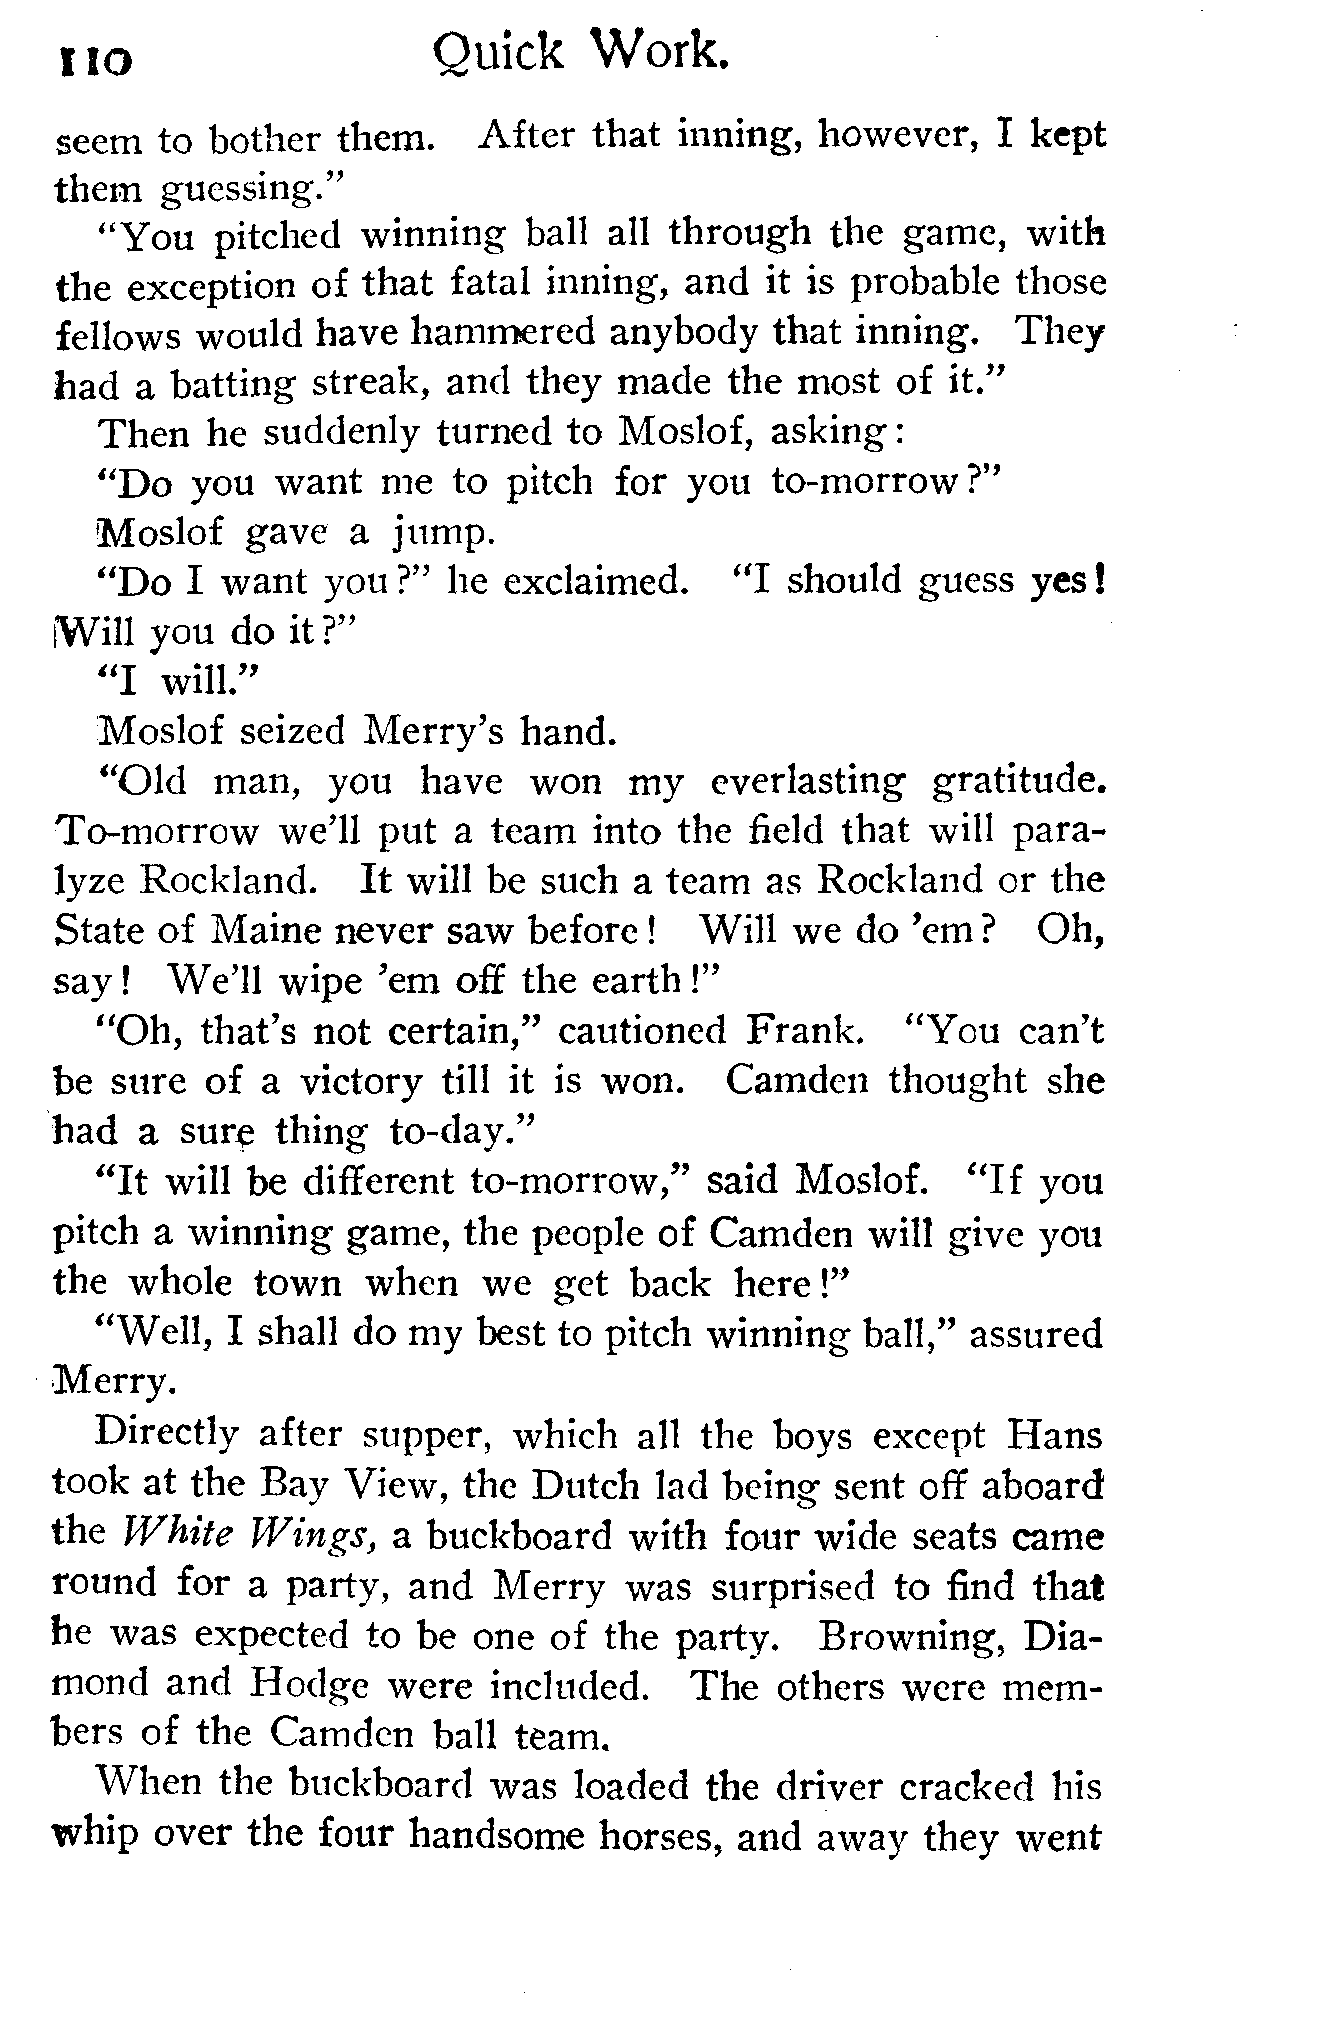 110 Quick Work.
seem to bother them. After that inning, however, I kept
them guessing."
"You pitched winning ball all through the game, with
the exception of that fatal inning, and it is probable those
fellows would have hammered anybody that inning. They
had a batting streak, and they made the most of it."
Then he suddenly turned to Moslof, asking:
"Do you want me to pitch for you to-morrow?"
Moslof gave a jump.
"Do I want you?" he exclaimed. "I should guess yes!
Will you do it?"
"I will."
Moslof seized Merry's hand.
"Old man, you have won my everlasting gratitude.
To-morrow we'll put a team into the field that will para-
lyze Rockland. It will be such a team as Rockland or the
State of Maine never saw before! Will we do 'em? Oh,
say! We'll wipe 'em off the earth!"
"Oh, that's not certain," cautioned Frank. "You can't
be sure of a victory till it is won. Camden thought she
had a sure thing to-day."
"It will be different to-morrow," said Moslof. "If you
pitch a winning game, the people of Camden will give you
the whole town when we get back here!"
"Well, I shall do my best to pitch winning ball," assured
Merry.
Directly after supper, which all the boys except Hans
took at the Bay View, the Dutch lad being sent off aboard
the White Wings, a buckboard with four wide seats came
round for a party, and Merry was surprised to find that
he was expected to be one of the party. Browning, Dia-
mond and Hodge were included. The others were mem-
bers of the Camden ball team.
When the buckboard was loaded the driver cracked his
whip over the four handsome horses, and away they went